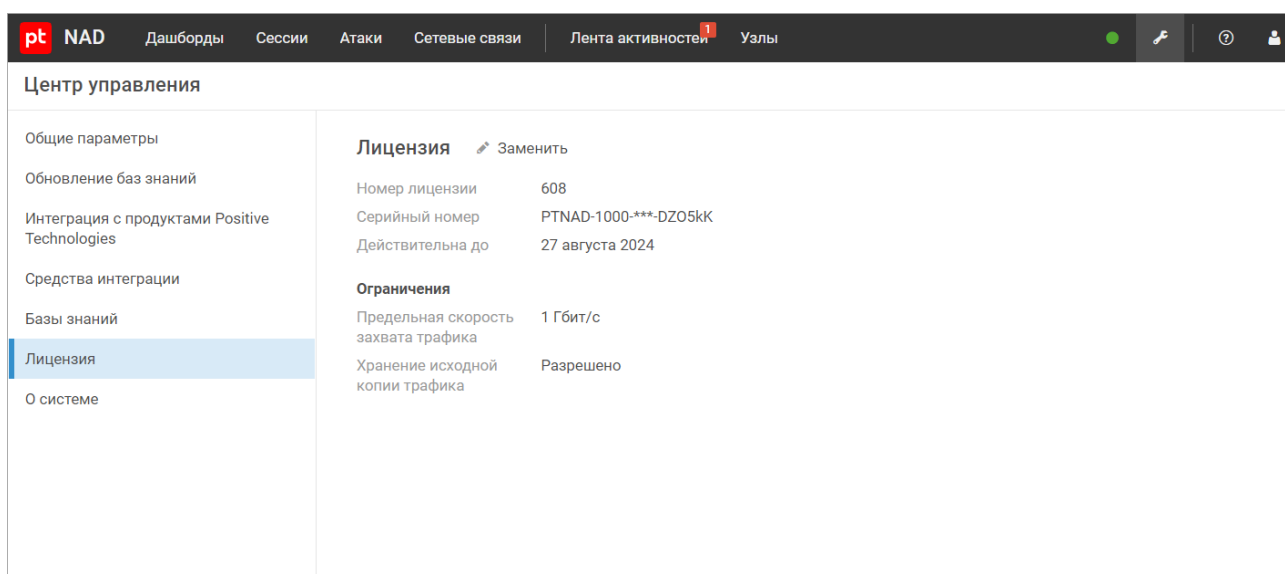 pt NAD Дашборды Сессии Атаки Сетевые связи Лента активностей 1 Узлы
Центр управления
Общие параметры
Обновление баз знаний
Интеграция с продуктами Positive
Technologies
Средства интеграции
Базы знаний
Лицензия
О системе
Лицензия Заменить
Номер лицензии 608
Серийный номер PTNAD-1000-***-DZO5kK
Действительна до 27 августа 2024
Ограничения
Предельная скорость 1 Гбит/с
захвата трафика
Хранение исходной Разрешено
копии трафика